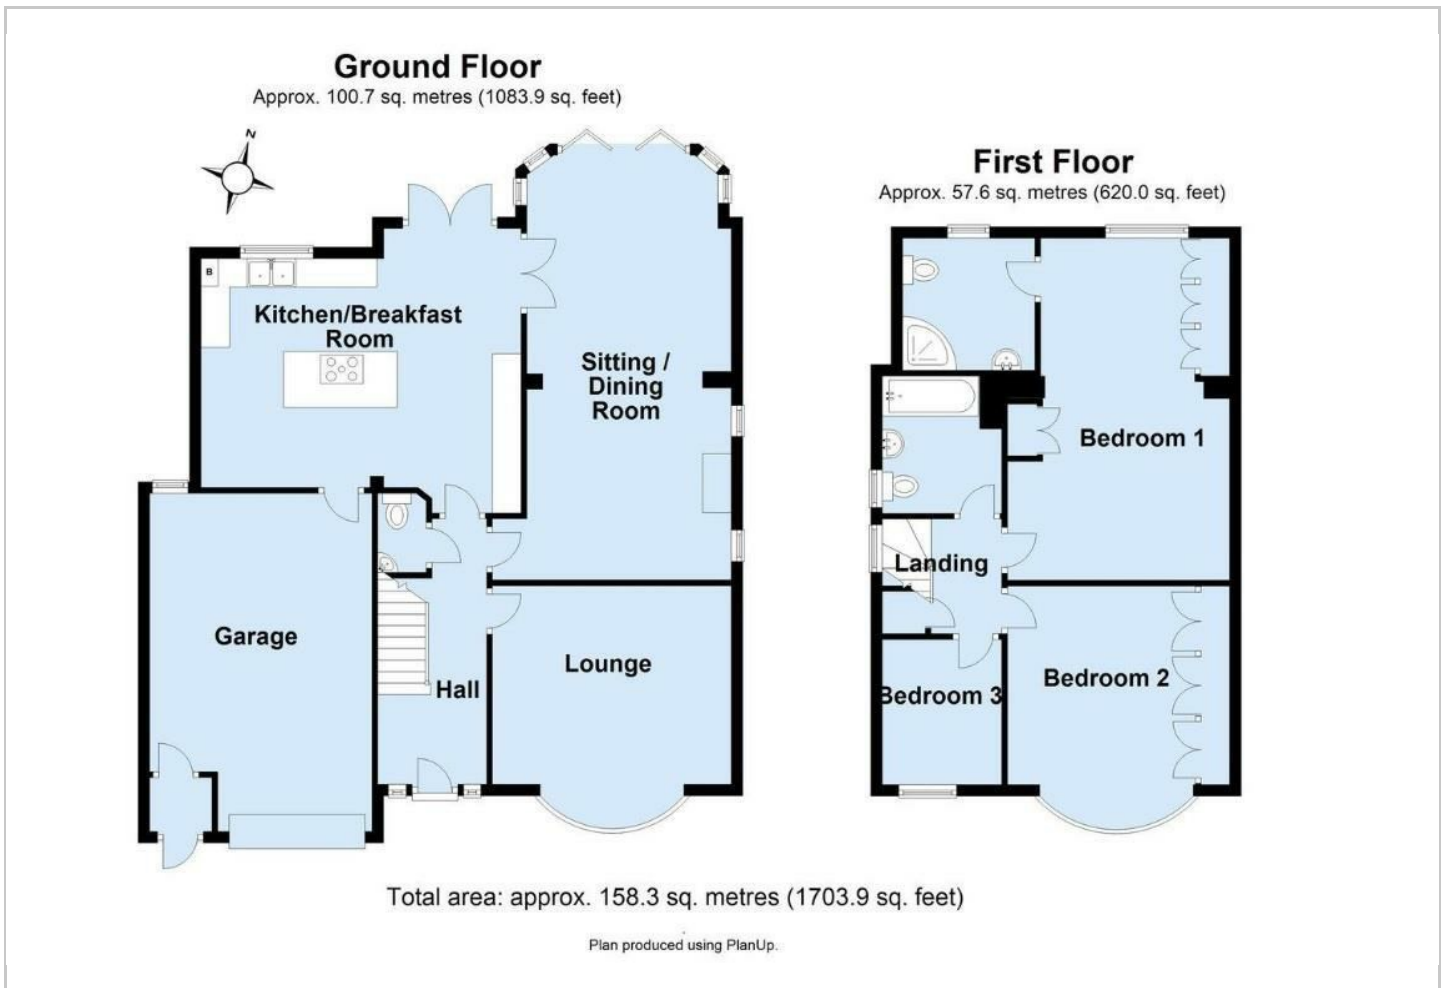 Ground Floor
Approx. 100.7 sq. metres (1083.9 sq. feet)
N
B
Kitchen/Breakfast
Room
Sitting /
Dining
Room
Garage
Hall
Lounge
First Floor
Approx. 57.6 sq. metres (620.0 sq. feet)
Bedroom 1
Landing
Bedroom 2
Bedroom 3
Total area: approx. 158.3 sq. metres (1703.9 sq. feet)
Plan produced using PlanUp.